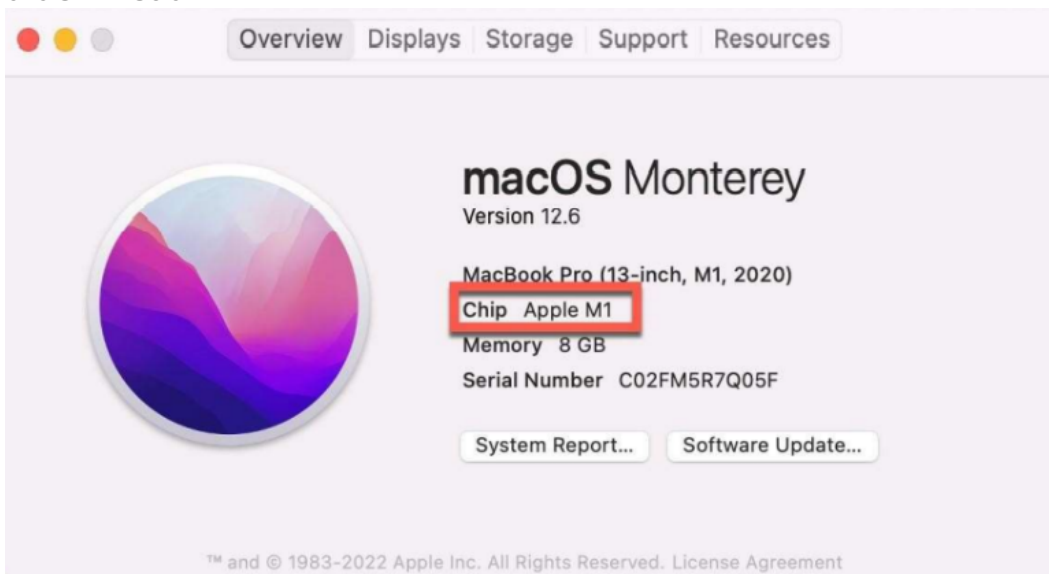 Overview Displays Storage Support Resources
macOS Monterey
Version 12.6
MacBook Pro (13-inch, M1, 2020)
Chip Apple M1
Memory 8 GB
Serial Number C02FM5R7Q05F
System Report... Software Update...
™ and © 1983-2022 Apple Inc. All Rights Reserved. License Agreement